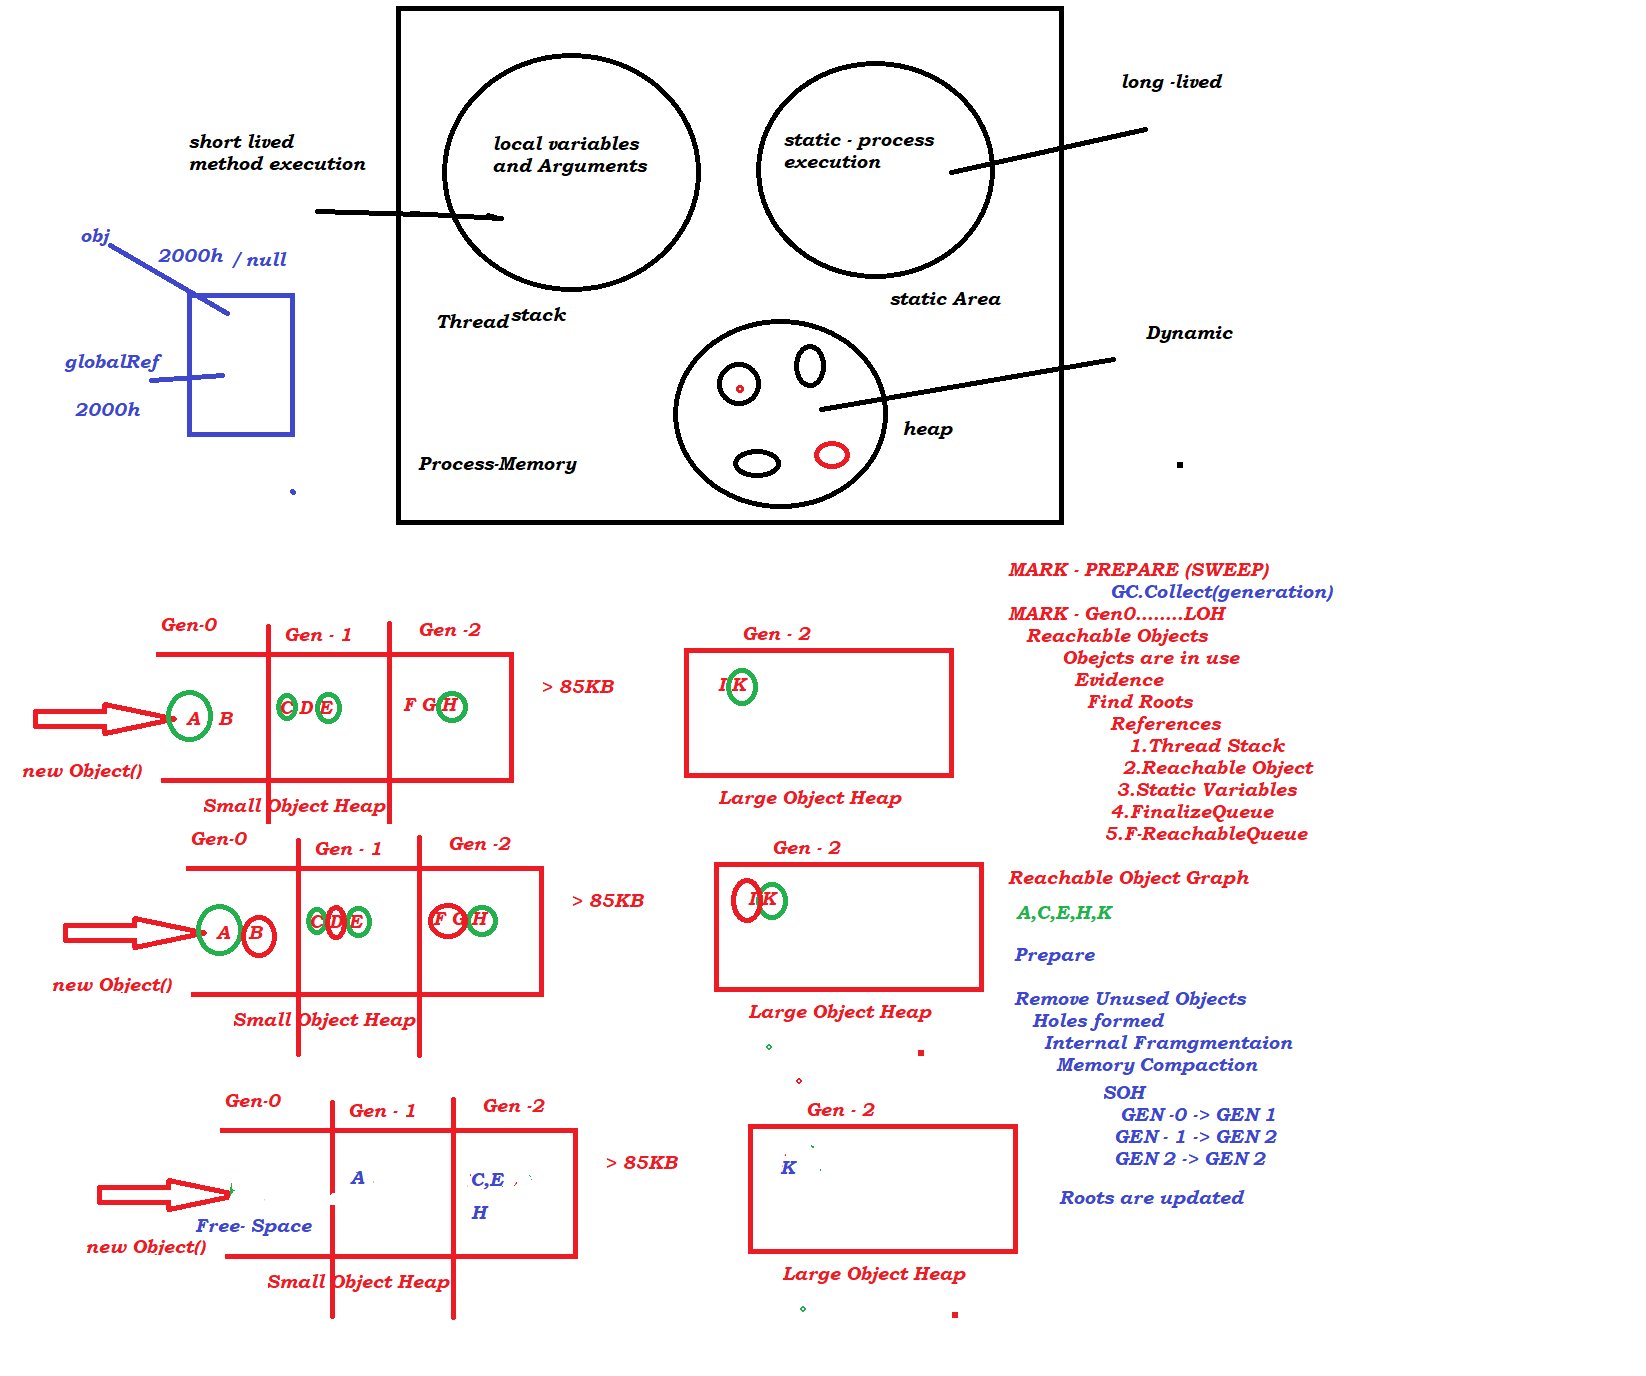 long -lived
short lived
method execution
local variables
and Arguments
static - process
execution
obj
2000h / null
static Area
Thread stack
Dynamic
globalRef
2000h
heap
Process-Memory
MARK - PREPARE (SWEEP)
GC.Collect(generation)
MARK - Gen0........LOH
Reachable Objects
Obejcts are in use
Evidence
Find Roots
References
1.Thread Stack
2.Reachable Object
3.Static Variables
4.FinalizeQueue
5.F-ReachableQueue
Gen-0
Gen - 1
Gen -2
Gen - 2
> 85KB
A B
C D E
F G H
I K
new Object()
Small Object Heap
Large Object Heap
Gen-0
Gen - 1
Gen -2
Gen - 2
> 85KB
A B
C D E
F G H
I K
new Object()
Small Object Heap
Large Object Heap
Reachable Object Graph
A,C,E,H,K
Prepare
Remove Unused Objects
Holes formed
Internal Framgmentaion
Memory Compaction
SOH
GEN -0 -> GEN 1
GEN - 1 -> GEN 2
GEN 2 -> GEN 2
Roots are updated
Gen-0
Gen - 1
Gen -2
Gen - 2
> 85KB
A
C,E
H
K
Free- Space
new Object()
Small Object Heap
Large Object Heap